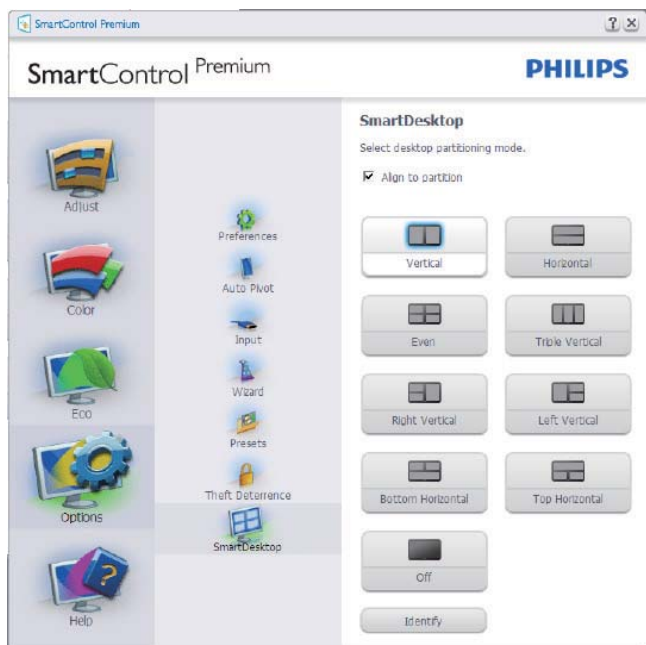 SmartControl Premium
SmartControl Premium
PHILIPS
Adjust
Color
Eco
Options
Help
Preferences
Auto Pivot
Input
Wizard
Presets
Theft Deterrence
SmartDesktop
SmartDesktop
Select desktop partitioning mode.
Align to partition
Vertical
Horizontal
Even
Triple Vertical
Right Vertical
Left Vertical
Bottom Horizontal
Top Horizontal
Off
Identify